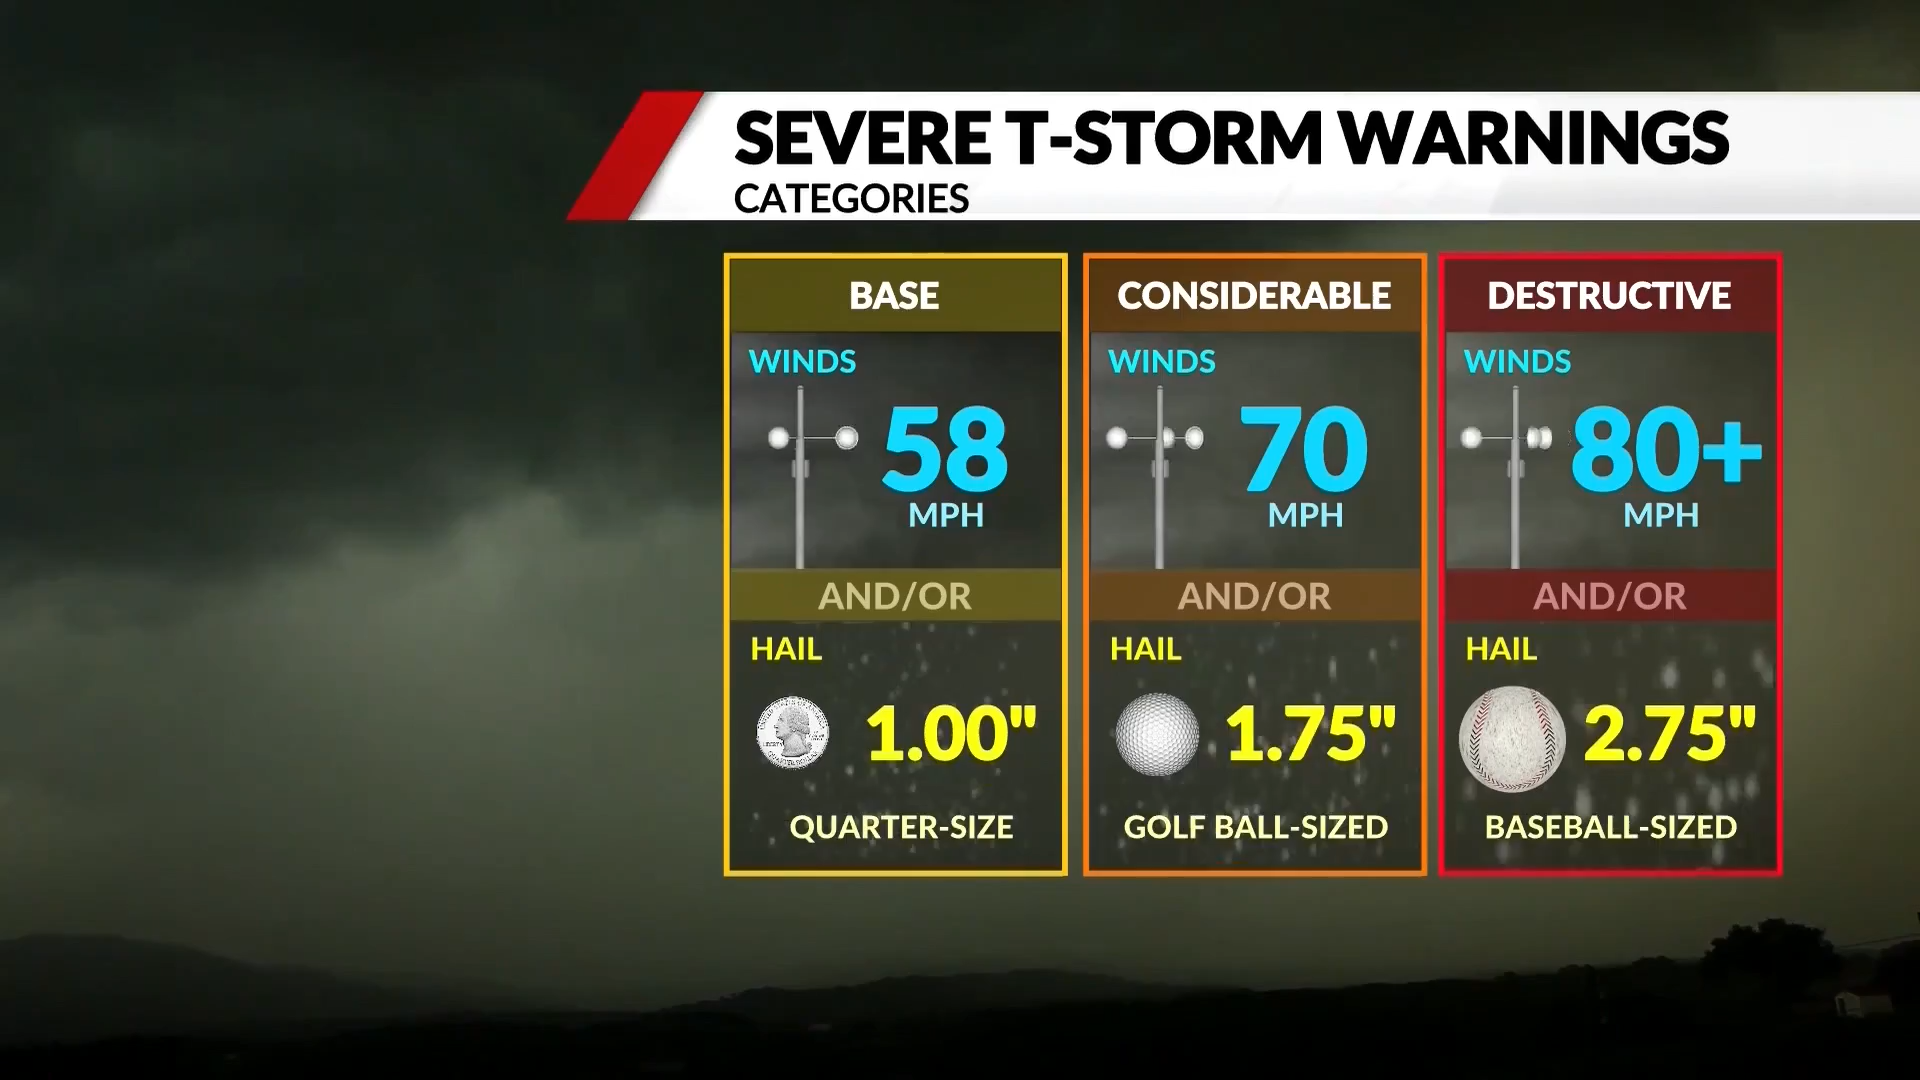 SEVERE T-STORM WARNINGS
CATEGORIES
BASE
WINDS
58
MPH
AND/OR
HAIL
1.00"
QUARTER-SIZE
CONSIDERABLE
WINDS
70
MPH
AND/OR
HAIL
1.75"
GOLF BALL-SIZED
DESTRUCTIVE
WINDS
80+
MPH
AND/OR
HAIL
2.75"
BASEBALL-SIZED